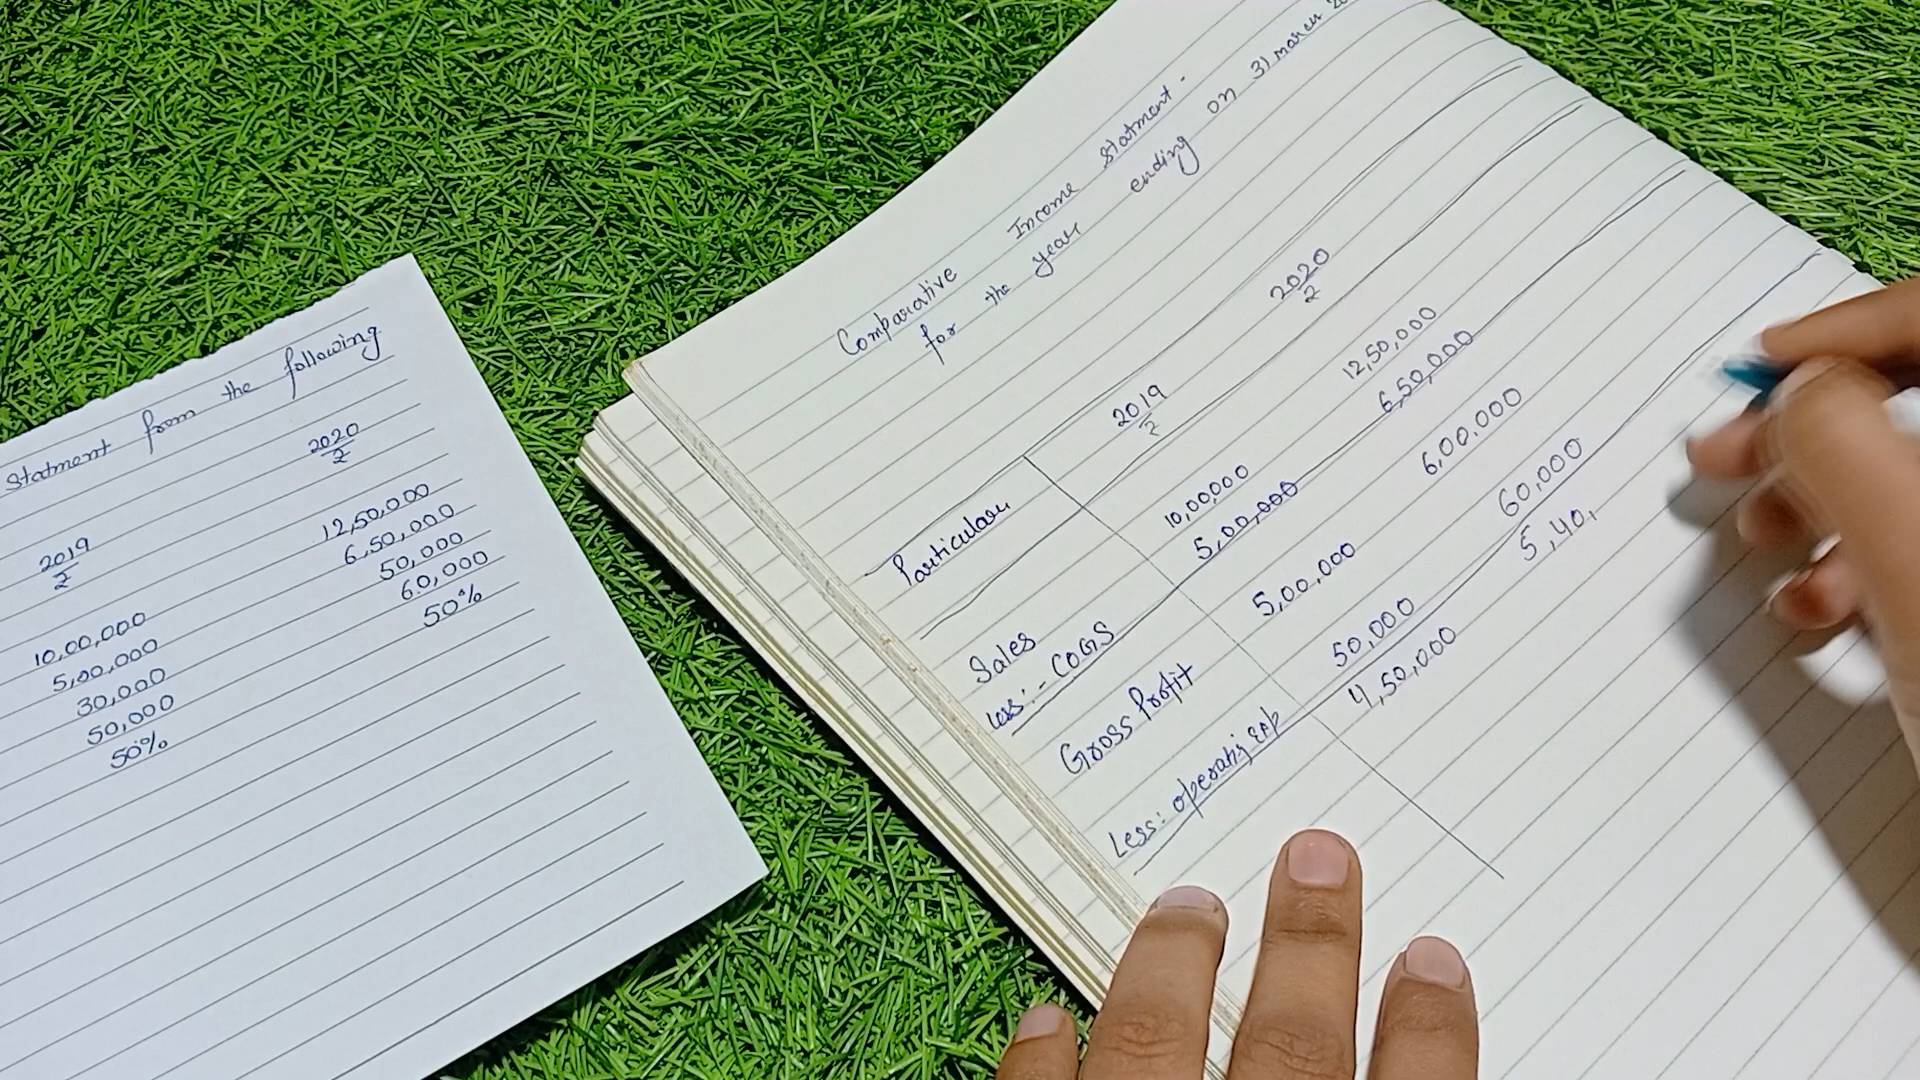 Statment from the following
2019 2020
₹ ₹
10,00,000 12,50,000
5,00,000 6,50,000
30,000 50,000
50,000 60,000
50% 50%
Comparative Income statment.
for the year ending on 31 march
Particulars 2019 2020
₹ ₹
Sales 10,00,000 12,50,000
Less:- COGS 5,00,000 6,50,000
Gross Profit 5,00,000 6,00,000
Less: operatig exp 50,000 60,000
4,50,000 5,40,